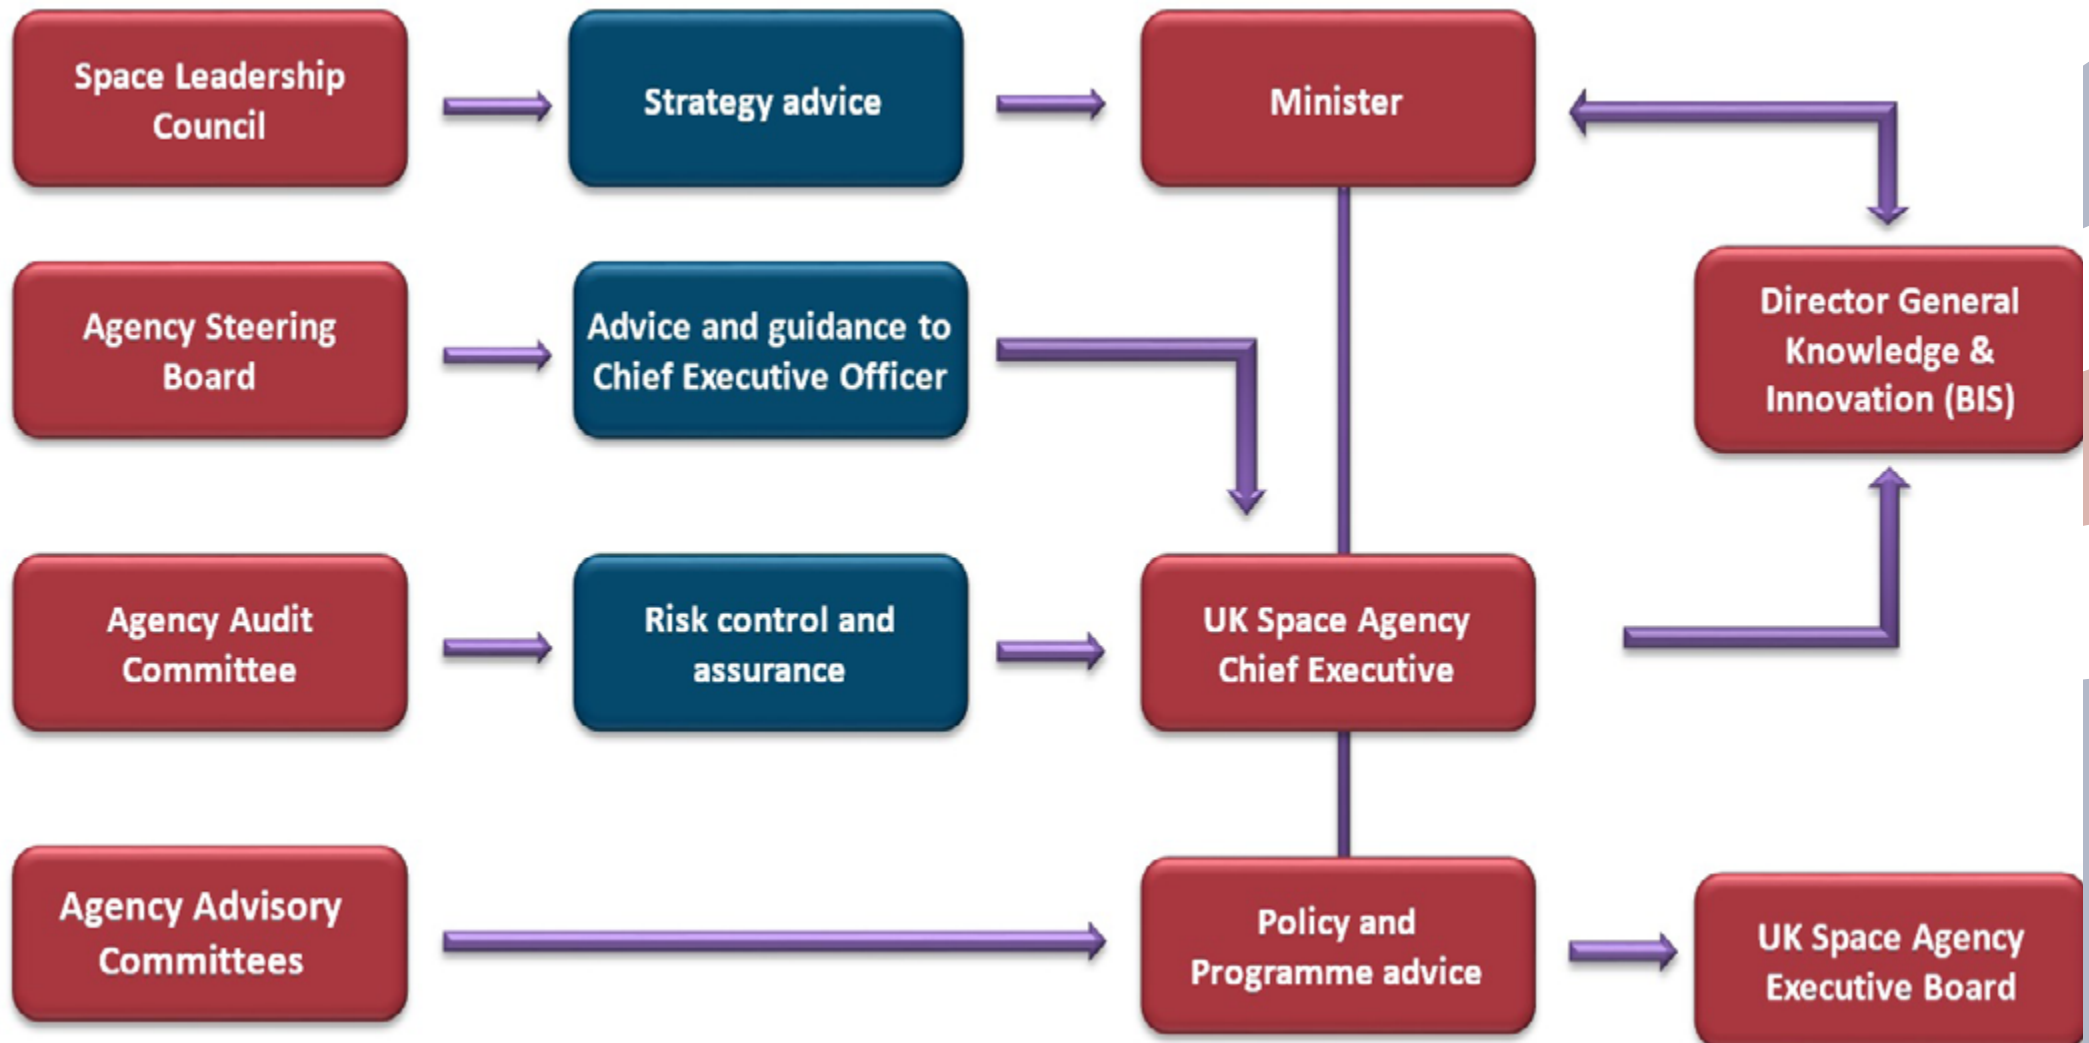 Space Leadership
Council
Strategy advice
Minister
Agency Steering
Board
Advice and guidance to
Chief Executive Officer
Director General
Knowledge &
Innovation (BIS)
Agency Audit
Committee
Risk control and
assurance
UK Space Agency
Chief Executive
Agency Advisory
Committees
Policy and
Programme advice
UK Space Agency
Executive Board